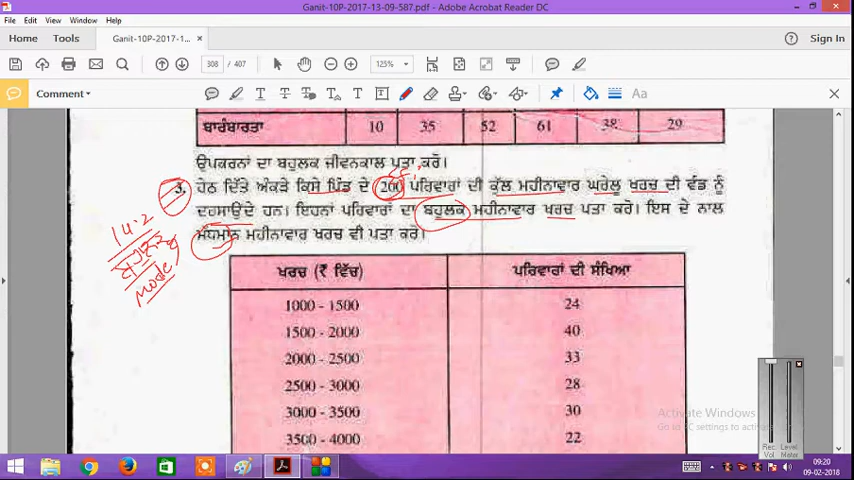 Ganit-10P-2017-13-09-587.pdf - Adobe Acrobat Reader DC
File Edit View Window Help
Home Tools Ganit-10P-2017-1... × Sign In
308 / 407 125%
Comment
ਬਾਰੰਬਾਰਤਾ 10 35 52 61 38 29
ਉਪਕਰਨਾਂ ਦਾ ਬਹੁਲਕ ਜੀਵਨਕਾਲ ਪਤਾ ਕਰੋ।
3. ਹੇਠ ਦਿੱਤੇ ਅੰਕੜੇ ਕਿਸੇ ਪਿੰਡ ਦੇ 200 ਪਰਿਵਾਰਾਂ ਦੀ ਕੁੱਲ ਮਹੀਨਾਵਾਰ ਘਰੇਲੂ ਖਰਚ ਦੀ ਵੰਡ ਨੂੰ
ਦਰਸਾਉਂਦੇ ਹਨ। ਇਹਨਾਂ ਪਰਿਵਾਰਾਂ ਦਾ ਬਹੁਲਕ ਮਹੀਨਾਵਾਰ ਖਰਚ ਪਤਾ ਕਰੋ। ਇਸ ਦੇ ਨਾਲ
ਮੱਧਮਾਨ ਮਹੀਨਾਵਾਰ ਖਰਚ ਵੀ ਪਤਾ ਕਰੋ।
14.2
mode
ਖਰਚ (₹ ਵਿੱਚ) ਪਰਿਵਾਰਾਂ ਦੀ ਸੰਖਿਆ
1000 - 1500 24
1500 - 2000 40
2000 - 2500 33
2500 - 3000 28
3000 - 3500 30
3500 - 4000 22
Activate Windows
Go to PC settings to activate
Rec. Vol Level Meter
09:20
09-02-2018